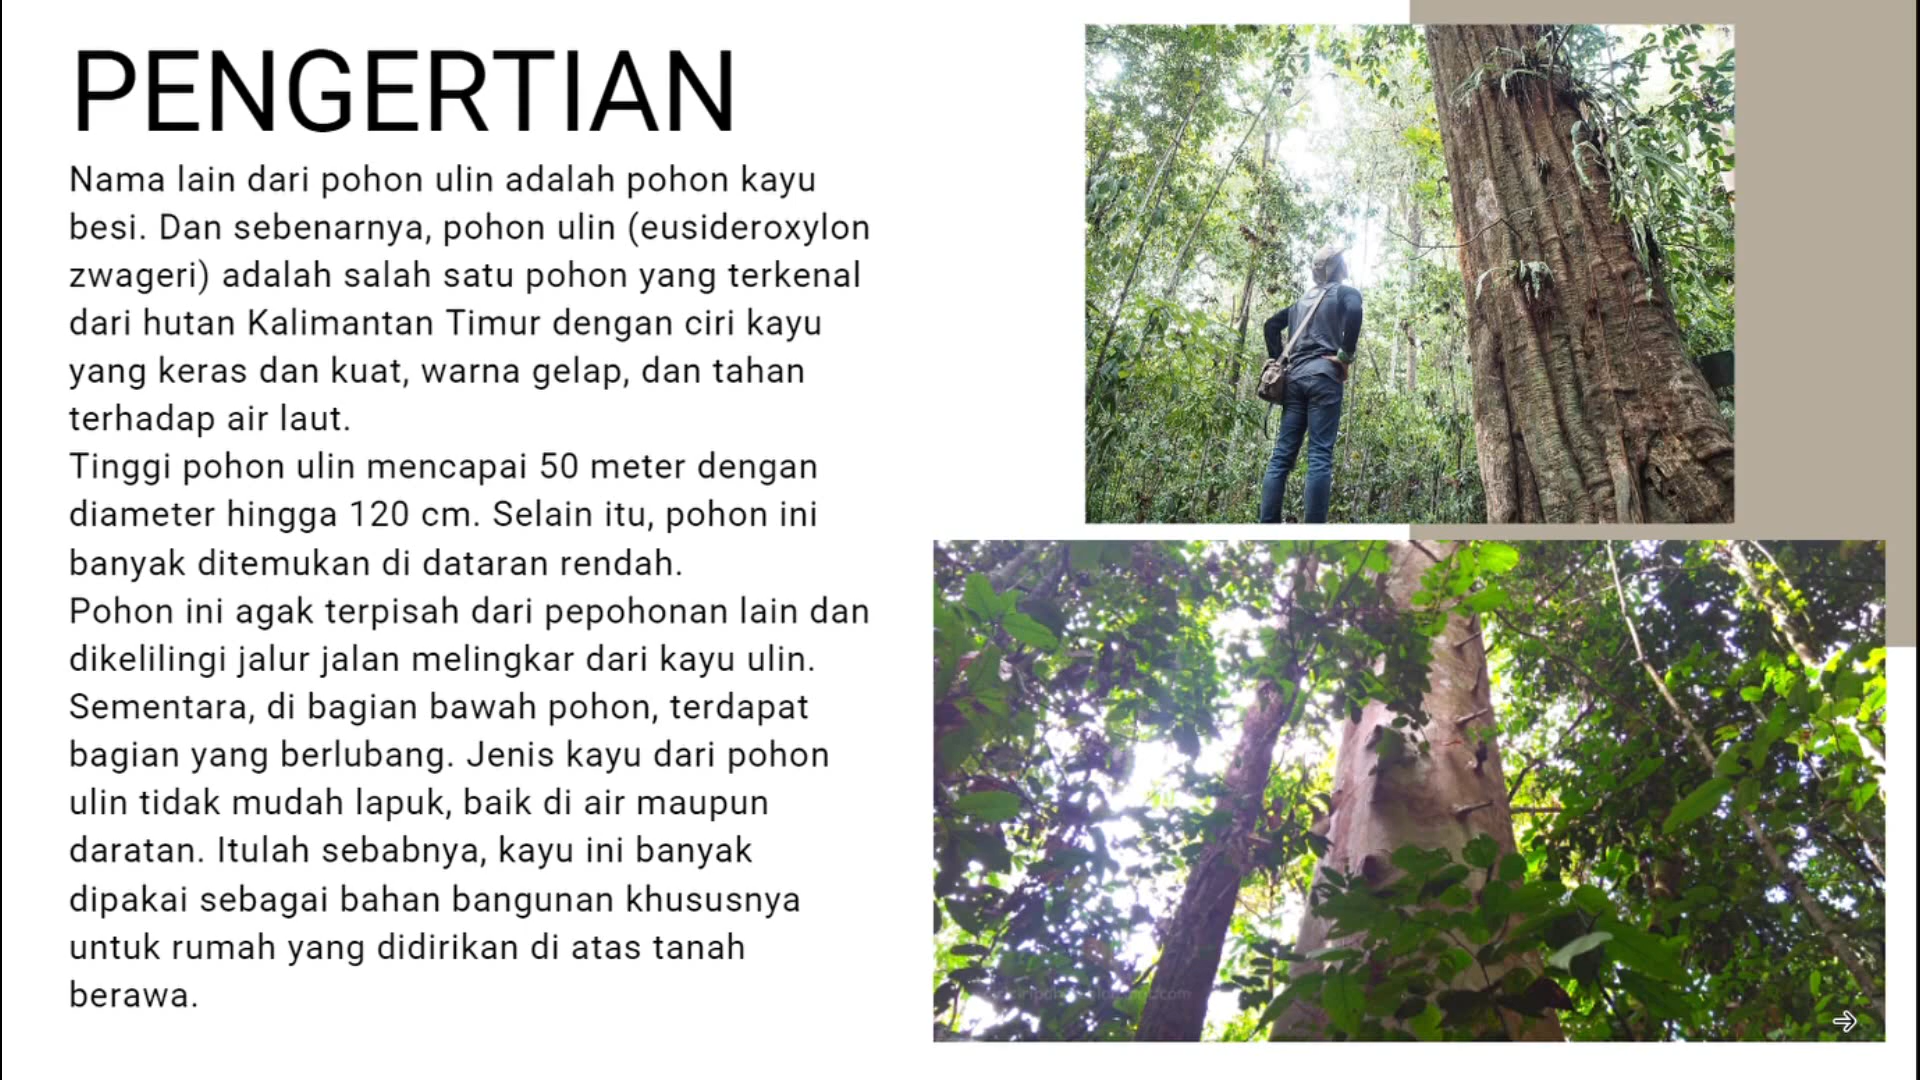 PENGERTIAN
Nama lain dari pohon ulin adalah pohon kayu
besi. Dan sebenarnya, pohon ulin (eusideroxylon
zwageri) adalah salah satu pohon yang terkenal
dari hutan Kalimantan Timur dengan ciri kayu
yang keras dan kuat, warna gelap, dan tahan
terhadap air laut.
Tinggi pohon ulin mencapai 50 meter dengan
diameter hingga 120 cm. Selain itu, pohon ini
banyak ditemukan di dataran rendah.
Pohon ini agak terpisah dari pepohonan lain dan
dikelilingi jalur jalan melingkar dari kayu ulin.
Sementara, di bagian bawah pohon, terdapat
bagian yang berlubang. Jenis kayu dari pohon
ulin tidak mudah lapuk, baik di air maupun
daratan. Itulah sebabnya, kayu ini banyak
dipakai sebagai bahan bangunan khususnya
untuk rumah yang didirikan di atas tanah
berawa.